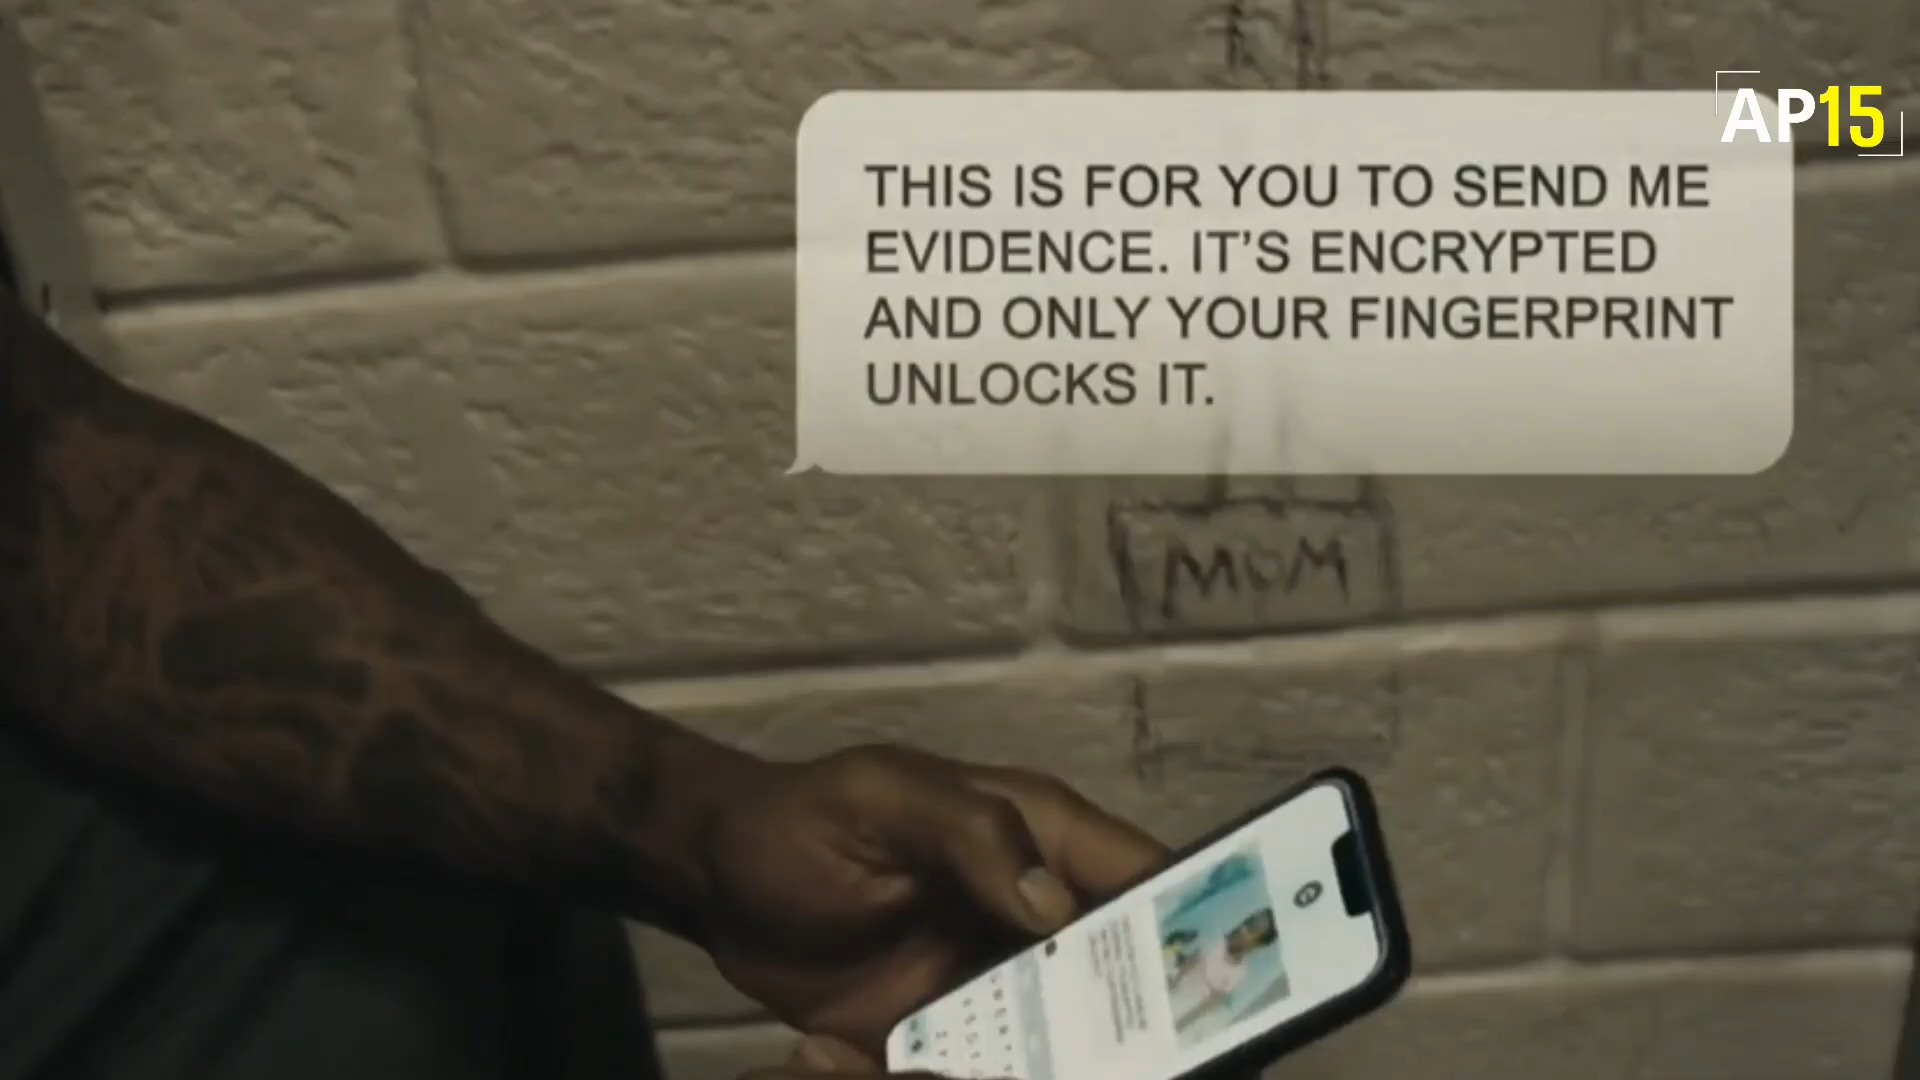 AP15
THIS IS FOR YOU TO SEND ME
EVIDENCE. IT'S ENCRYPTED
AND ONLY YOUR FINGERPRINT
UNLOCKS IT.
MOM